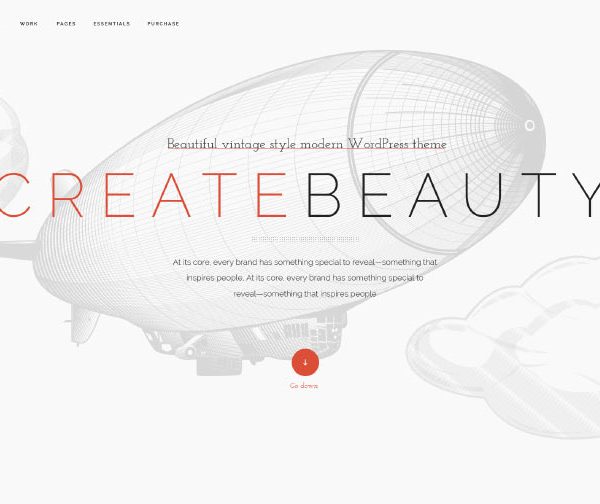 WORK PAGES ESSENTIALS PURCHASE
Beautiful vintage style modern WordPress theme
CREATEBEAUTY
At its core, every brand has something special to reveal—something that
inspires people. At its core, every brand has something special to
reveal—something that inspires people
Go down